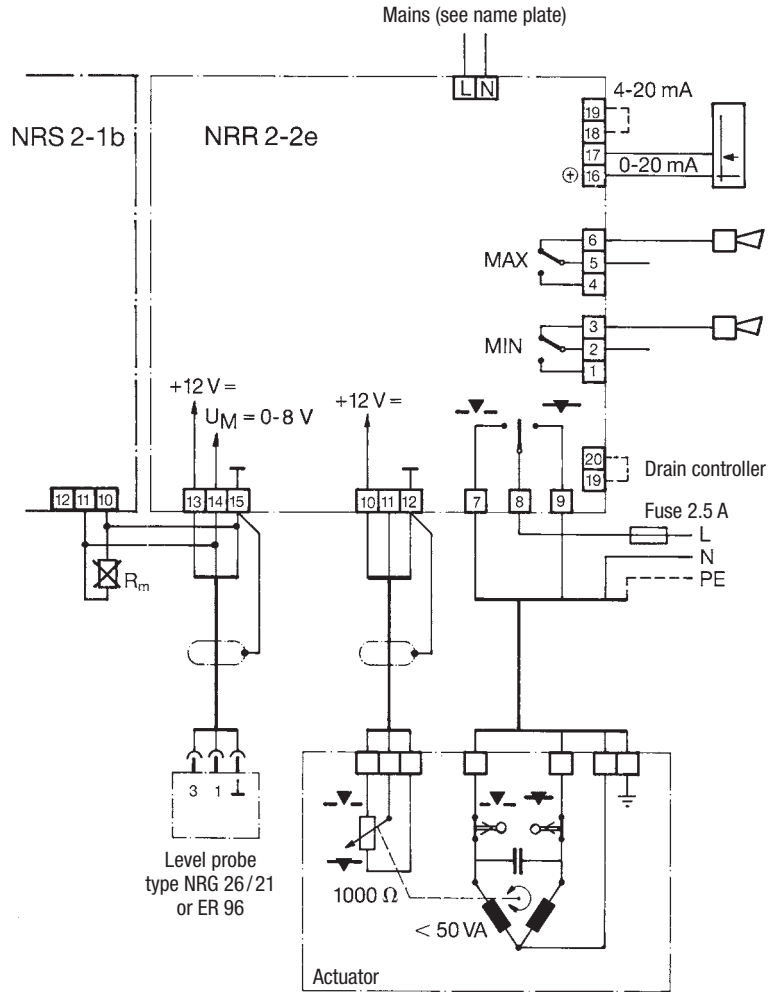 Mains (see name plate)
L N
NRS 2-1b
NRR 2-2e
4-20 mA
19
18
17
0-20 mA
⊕ 16
MAX
6
5
4
MIN
3
2
1
+12 V =
U_M = 0-8 V
+12 V =
20
19
Drain controller
12 11 10
13 14 15
10 11 12
7 8 9
Fuse 2.5 A
L
N
PE
R_m
3 1
Level probe
type NRG 26/21
or ER 96
1000 Ω
< 50 VA
Actuator